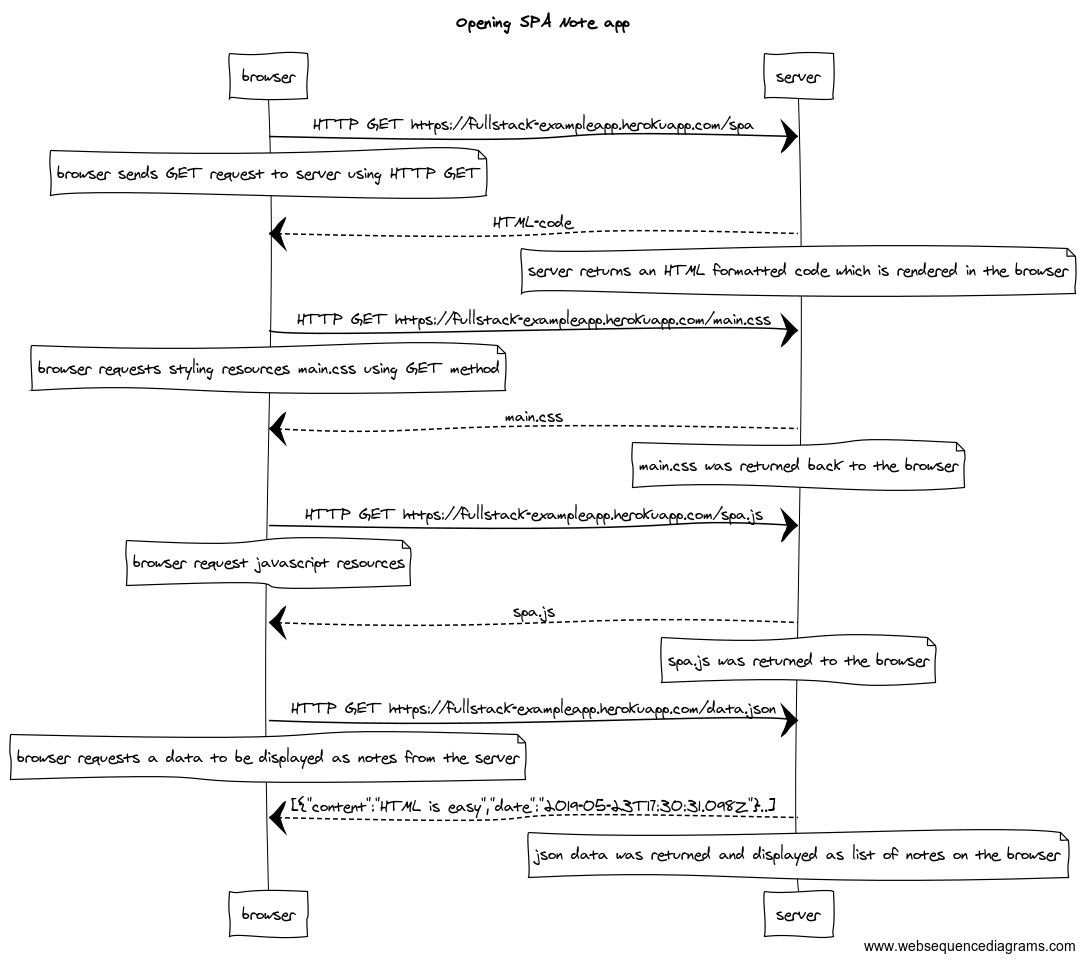 Opening SPA Note app
browser
server
HTTP GET https://fullstack-exampleapp.herokuapp.com/spa
browser sends GET request to server using HTTP GET
HTML-code
server returns an HTML formatted code which is rendered in the browser
HTTP GET https://fullstack-exampleapp.herokuapp.com/main.css
browser requests styling resources main.css using GET method
main.css
main.css was returned back to the browser
HTTP GET https://fullstack-exampleapp.herokuapp.com/spa.js
browser request javascript resources
spa.js
spa.js was returned to the browser
HTTP GET https://fullstack-exampleapp.herokuapp.com/data.json
browser requests a data to be displayed as notes from the server
[{"content":"HTML is easy","date":"2019-05-23T17:30:31.098Z"}..]
json data was returned and displayed as list of notes on the browser
browser
server
www.websequencediagrams.com